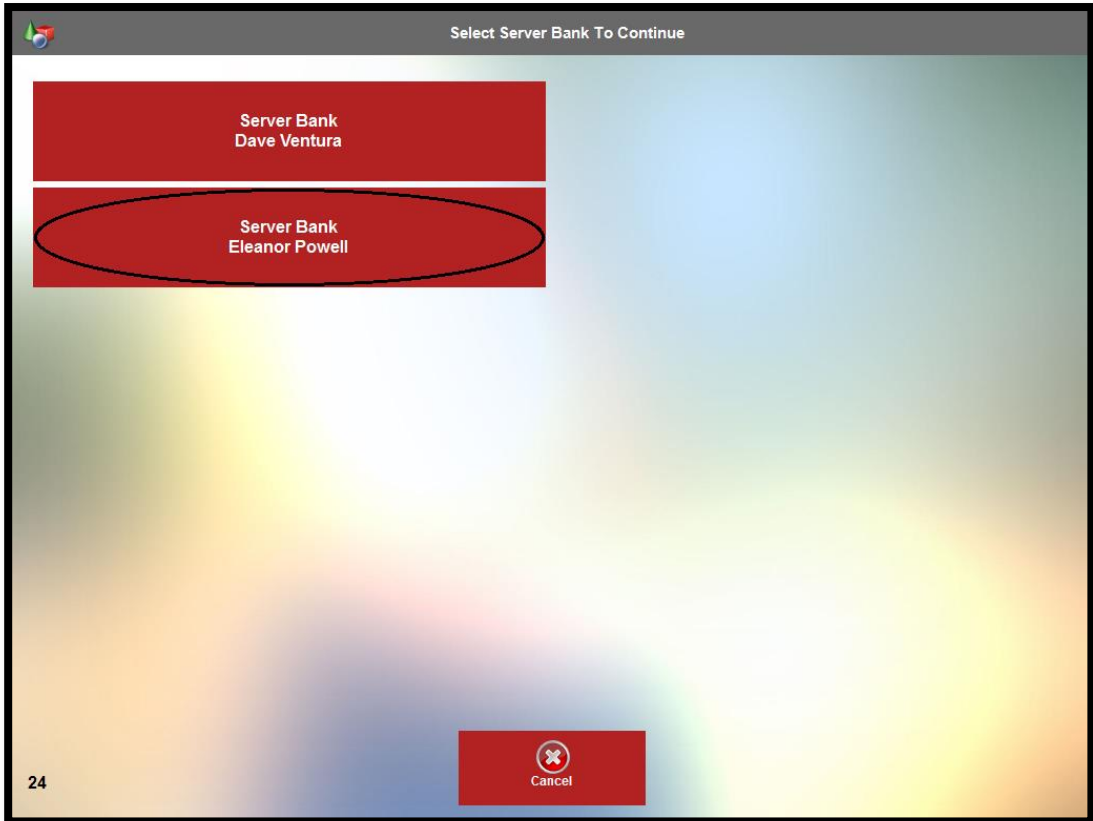 Select Server Bank To Continue
Server Bank
Dave Ventura
Server Bank
Eleanor Powell
Cancel
24